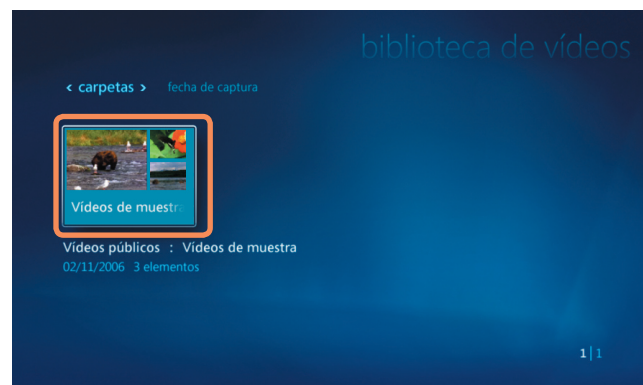 biblioteca de vídeos
‹ carpetas › fecha de captura
Vídeos de muestr
Vídeos públicos : Vídeos de muestra
02/11/2006 3 elementos
1 | 1